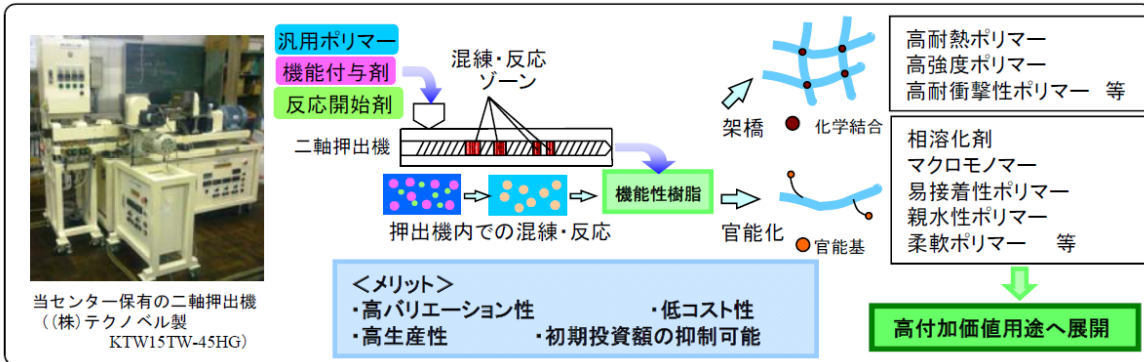 汎用ポリマー
機能付与剤
反応開始剤
混練・反応
ゾーン
二軸押出機
押出機内での混練・反応
機能性樹脂
架橋
化学結合
官能化
官能基
高耐熱ポリマー
高強度ポリマー
高耐衝撃性ポリマー 等
相溶化剤
マクロモノマー
易接着性ポリマー
親水性ポリマー
柔軟ポリマー 等
当センター保有の二軸押出機
((株)テクノベル製
KTW15TW-45HG)
＜メリット＞
・高バリエーション性 ・低コスト性
・高生産性 ・初期投資額の抑制可能
高付加価値用途へ展開